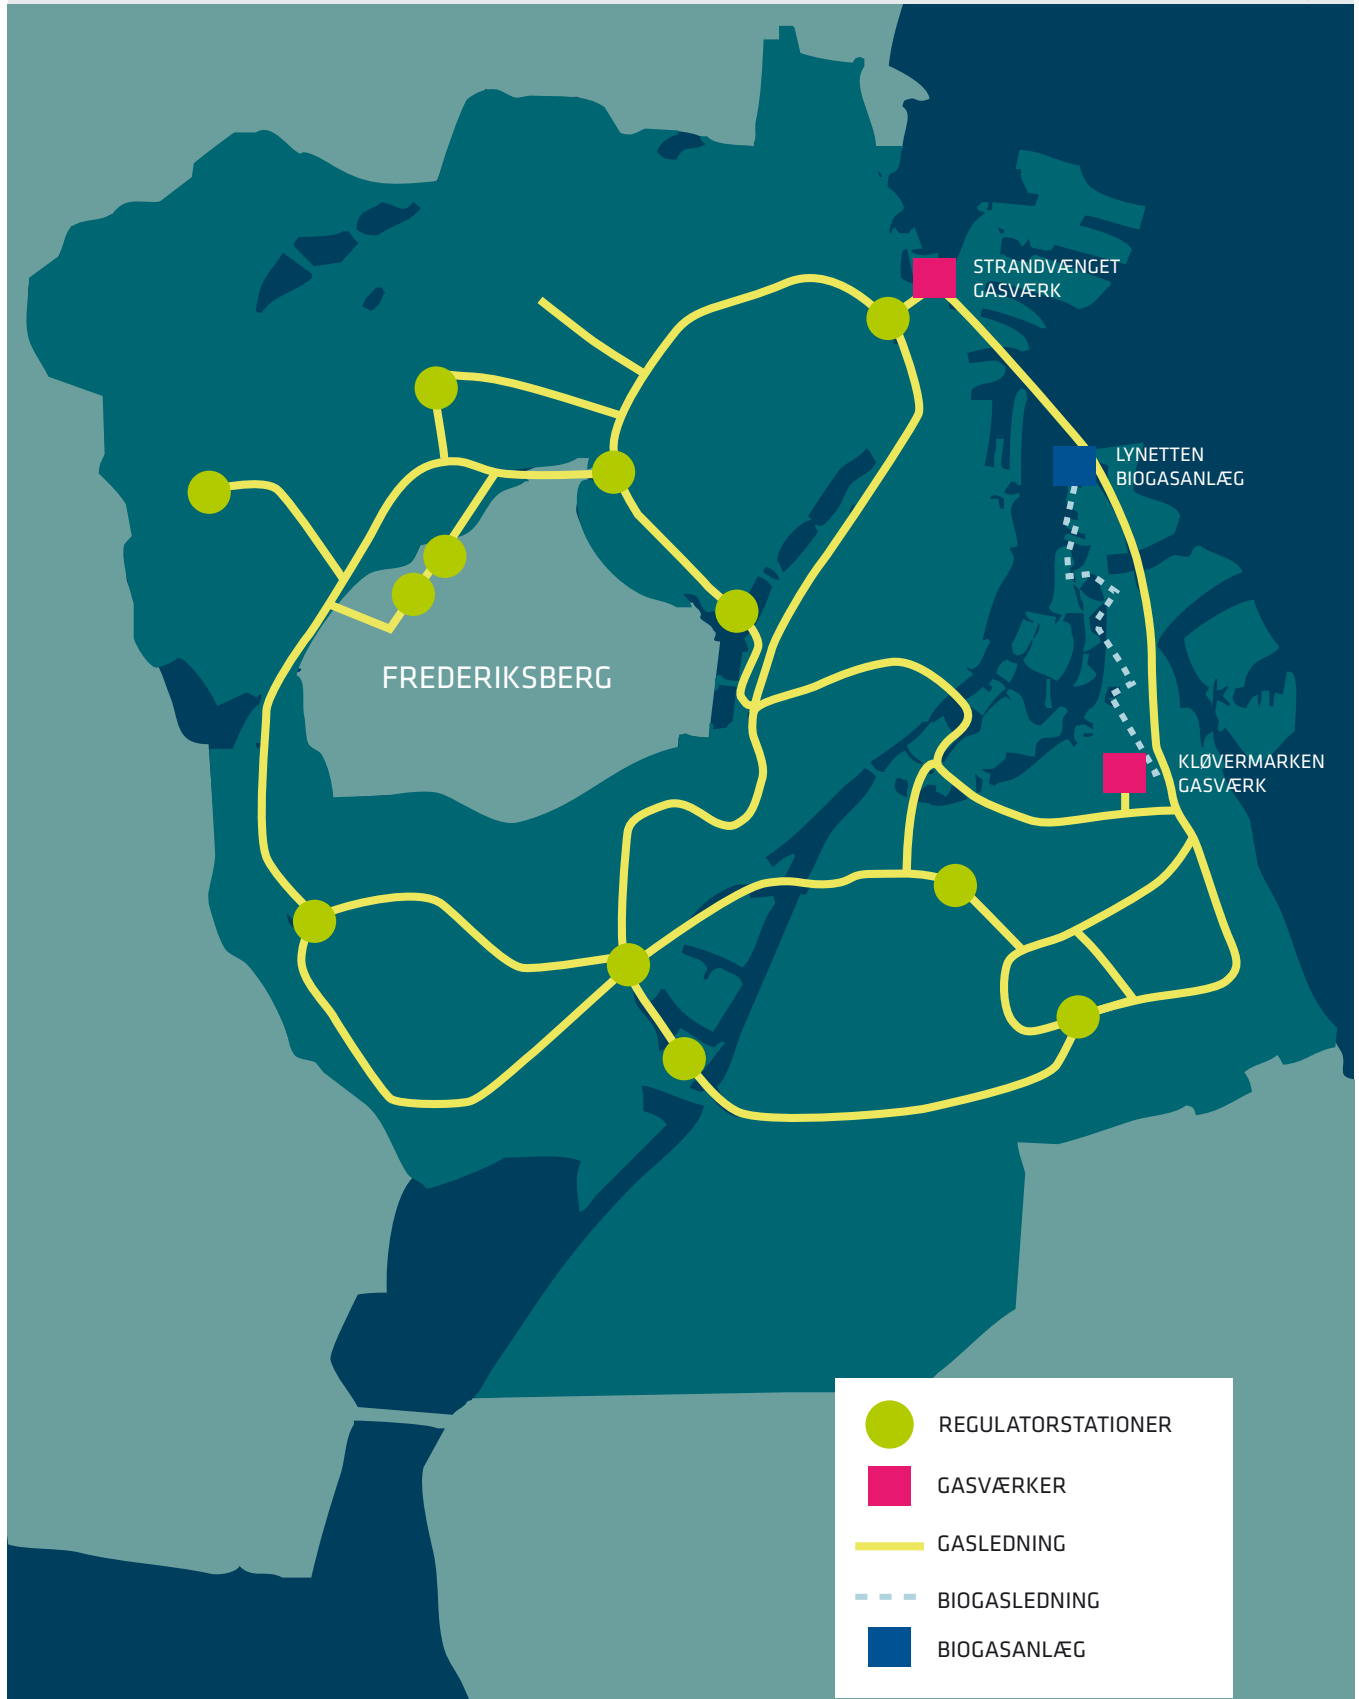 STRANDVÆNGET
GASVÆRK
LYNETTEN
BIOGASANLÆG
FREDERIKSBERG
KLØVERMARKEN
GASVÆRK
REGULATORSTATIONER
GASVÆRKER
GASLEDNING
BIOGASLEDNING
BIOGASANLÆG